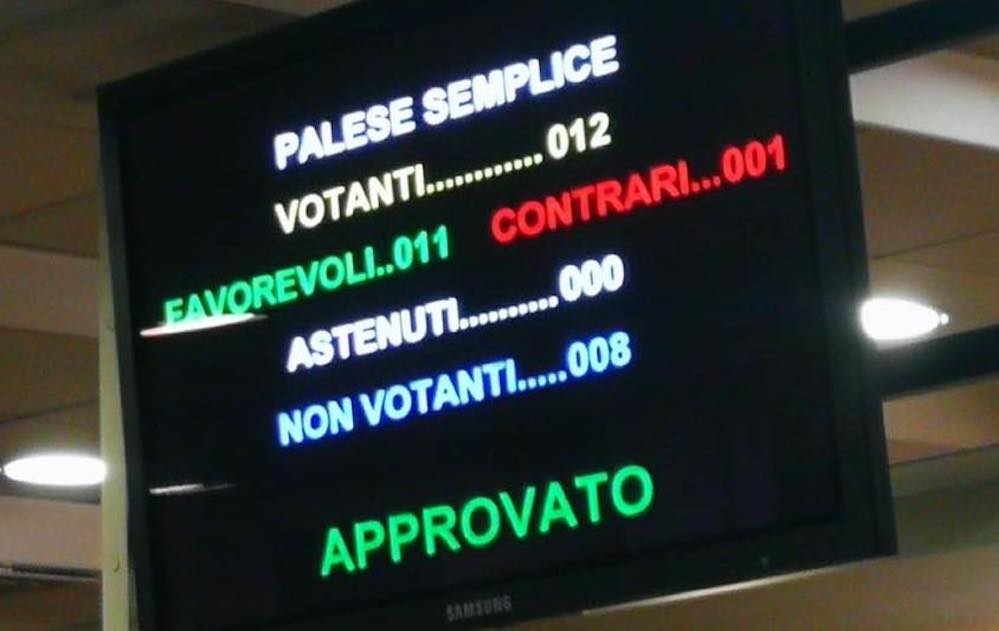 PALESE SEMPLICE
VOTANTI............012
FAVOREVOLI..011 CONTRARI...001
ASTENUTI..........000
NON VOTANTI.....008
APPROVATO
SAMSUNG